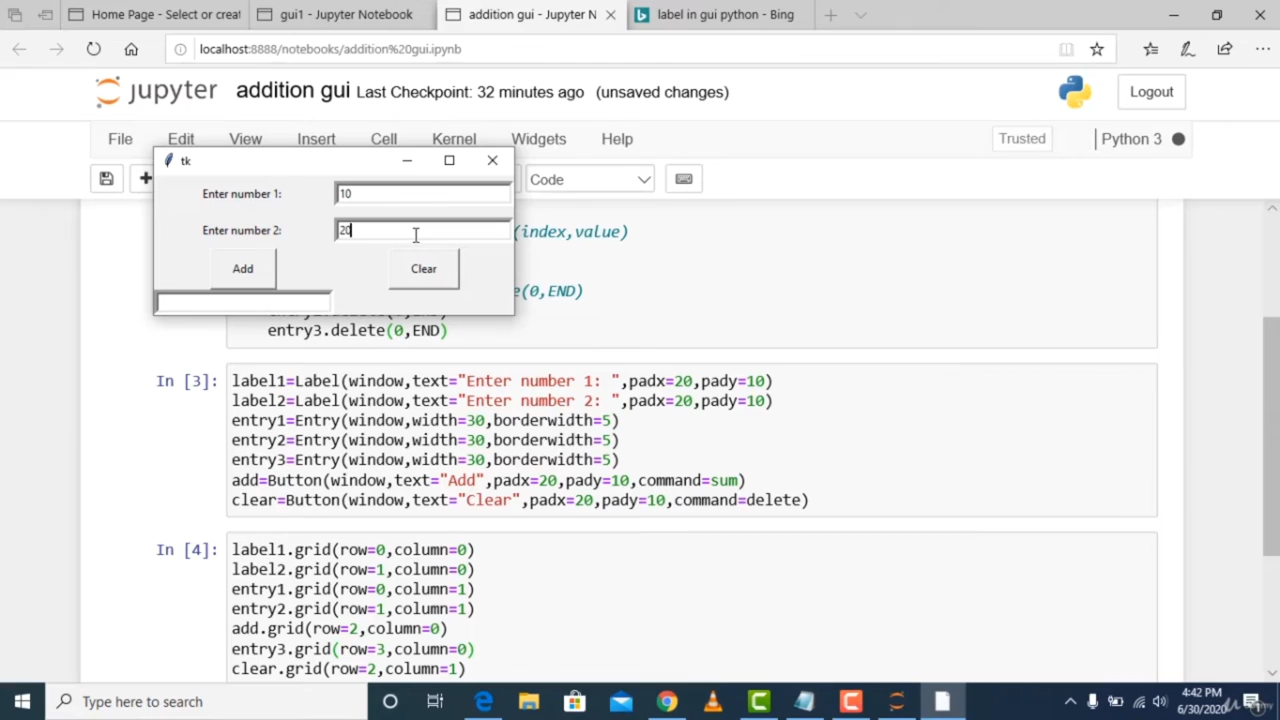 Home Page - Select or creat
gui1 - Jupyter Notebook
addition gui - Jupyter N
label in gui python - Bing
localhost:8888/notebooks/addition%20gui.ipynb
jupyter
addition gui Last Checkpoint: 32 minutes ago (unsaved changes)
Logout
File Edit View Insert Cell Kernel Widgets Help
Trusted
Python 3
tk
Code
Enter number 1:
10
Enter number 2:
20
(index,value)
Add
Clear
(0,END)
entry3.delete(0,END)
In [3]:
label1=Label(window,text="Enter number 1: ",padx=20,pady=10)
label2=Label(window,text="Enter number 2: ",padx=20,pady=10)
entry1=Entry(window,width=30,borderwidth=5)
entry2=Entry(window,width=30,borderwidth=5)
entry3=Entry(window,width=30,borderwidth=5)
add=Button(window,text="Add",padx=20,pady=10,command=sum)
clear=Button(window,text="Clear",padx=20,pady=10,command=delete)
In [4]:
label1.grid(row=0,column=0)
label2.grid(row=1,column=0)
entry1.grid(row=0,column=1)
entry2.grid(row=1,column=1)
add.grid(row=2,column=0)
entry3.grid(row=3,column=0)
clear.grid(row=2,column=1)
Type here to search
4:42 PM
6/30/2020